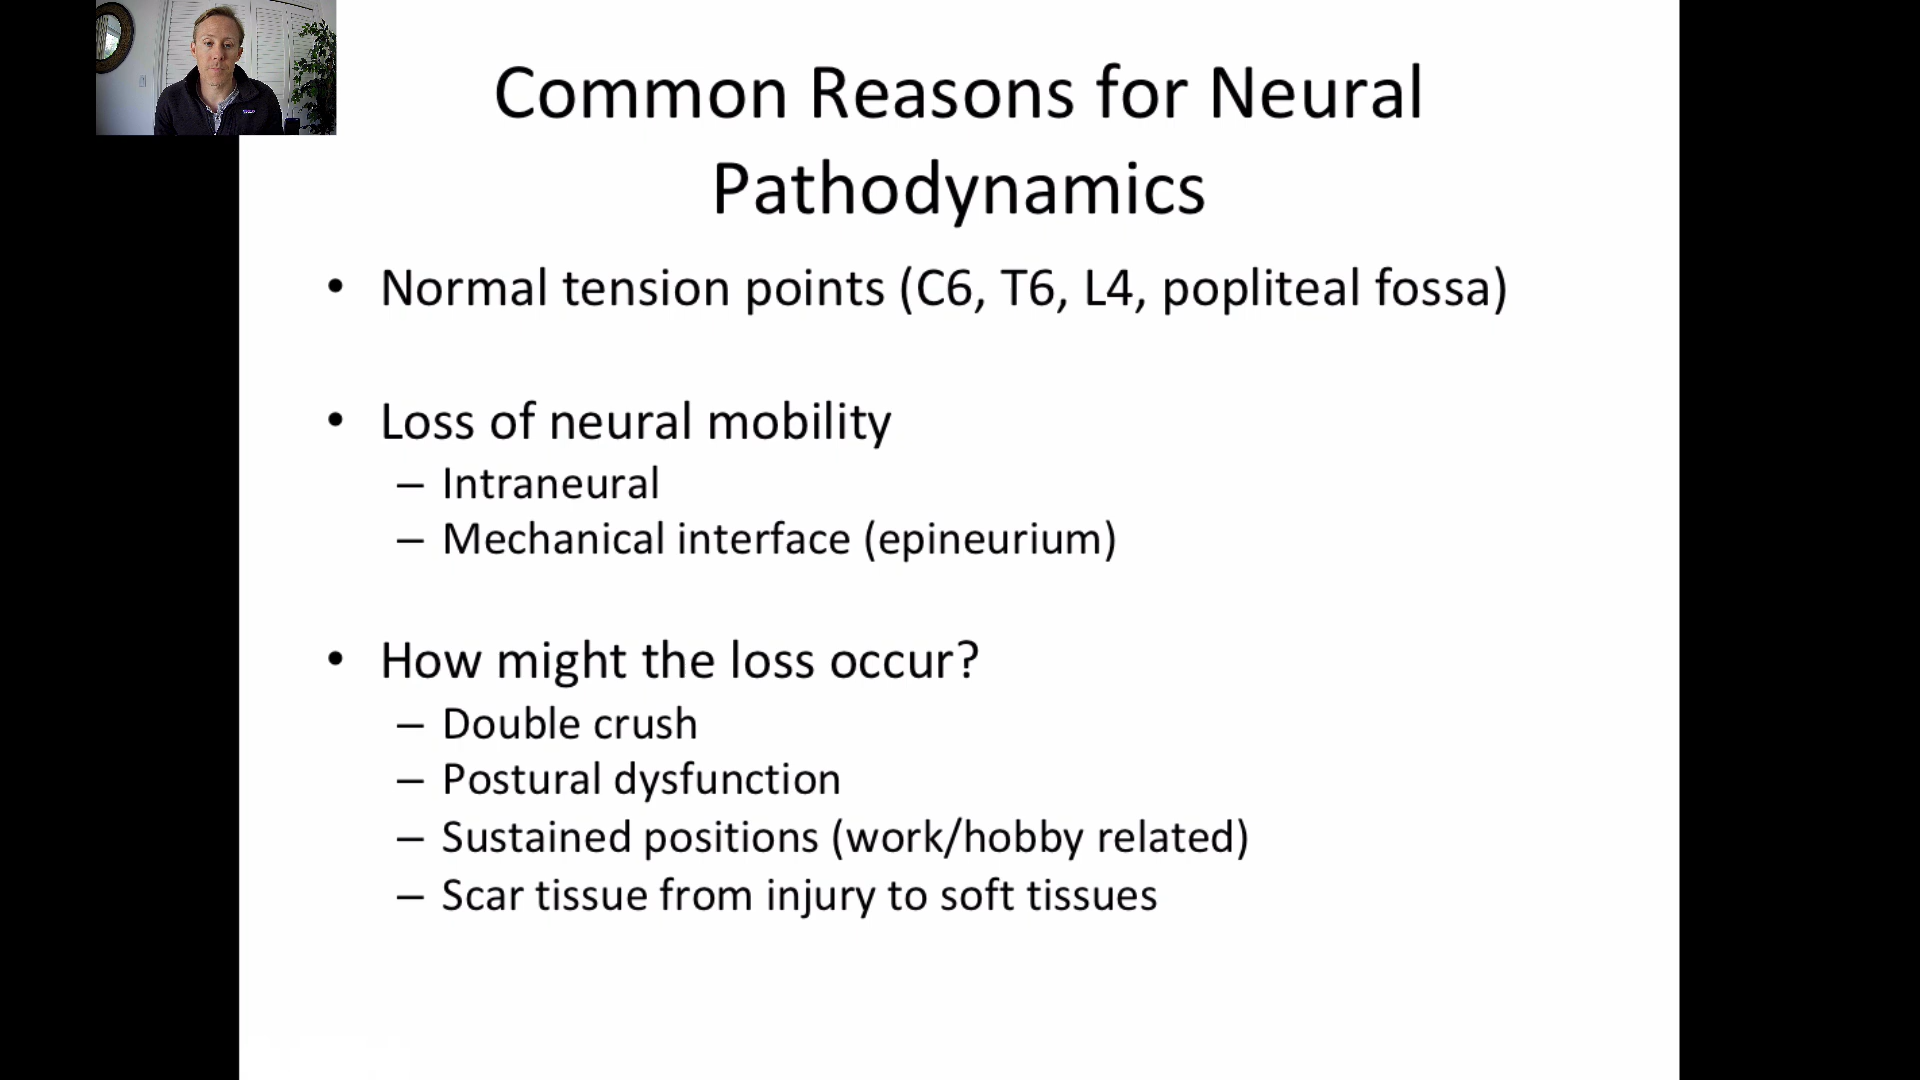 Common Reasons for Neural
Pathodynamics
• Normal tension points (C6, T6, L4, popliteal fossa)
• Loss of neural mobility
– Intraneural
– Mechanical interface (epineurium)
• How might the loss occur?
– Double crush
– Postural dysfunction
– Sustained positions (work/hobby related)
– Scar tissue from injury to soft tissues